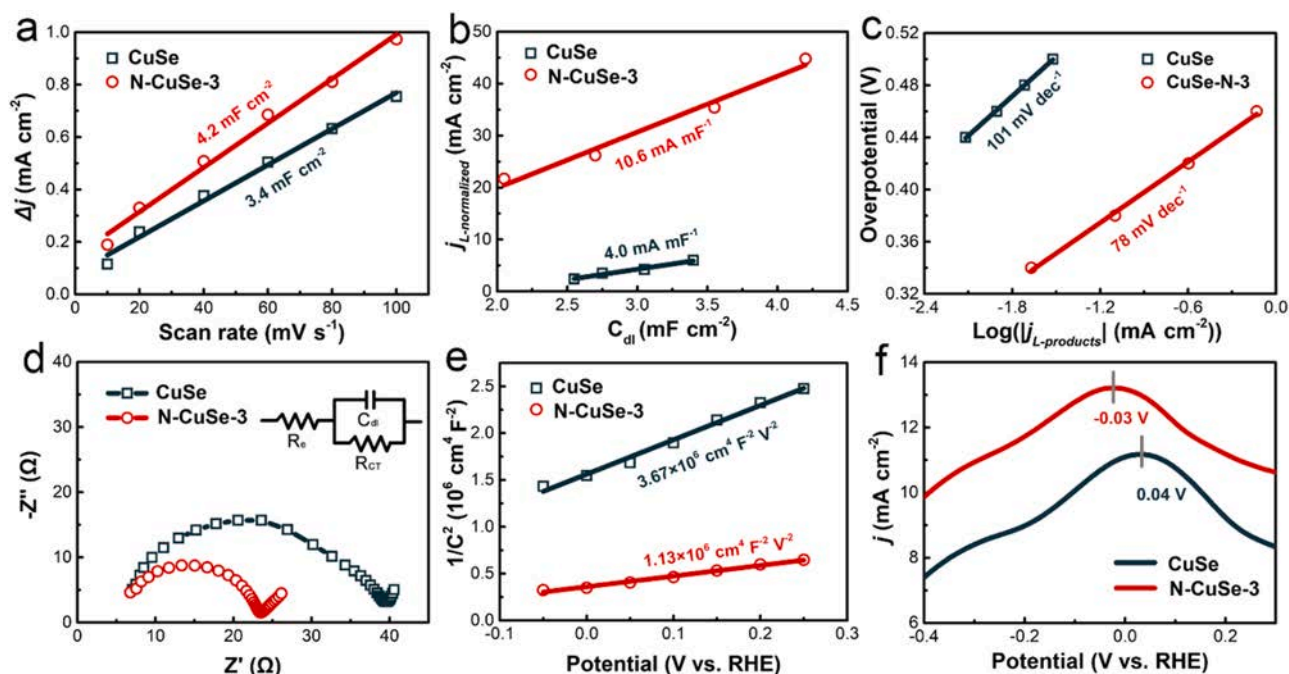 a
Δj (mA cm⁻²)
1.0
0.8
0.6
0.4
0.2
0.0
CuSe
N-CuSe-3
4.2 mF cm⁻²
3.4 mF cm⁻²
0 20 40 60 80 100
Scan rate (mV s⁻¹)
b
j_L-normalized (mA cm⁻²)
50
40
30
20
10
0
CuSe
N-CuSe-3
10.6 mA mF⁻¹
4.0 mA mF⁻¹
2.0 2.5 3.0 3.5 4.0 4.5
C_dl (mF cm⁻²)
c
Overpotential (V)
0.52
0.48
0.44
0.40
0.36
0.32
CuSe
CuSe-N-3
101 mV dec⁻¹
78 mV dec⁻¹
-2.4 -1.8 -1.2 -0.6 0.0
Log(|j_L-products| (mA cm⁻²))
d
-Z'' (Ω)
40
30
20
10
0
CuSe
N-CuSe-3
R_e
C_dl
R_CT
0 10 20 30 40
Z' (Ω)
e
1/C² (10⁶ cm⁴ F⁻²)
2.5
2.0
1.5
1.0
0.5
0.0
CuSe
N-CuSe-3
3.67×10⁶ cm⁴ F⁻² V⁻²
1.13×10⁶ cm⁴ F⁻² V⁻²
-0.1 0.0 0.1 0.2 0.3
Potential (V vs. RHE)
f
j (mA cm⁻²)
14
12
10
8
6
-0.03 V
0.04 V
CuSe
N-CuSe-3
-0.4 -0.2 0.0 0.2
Potential (V vs. RHE)